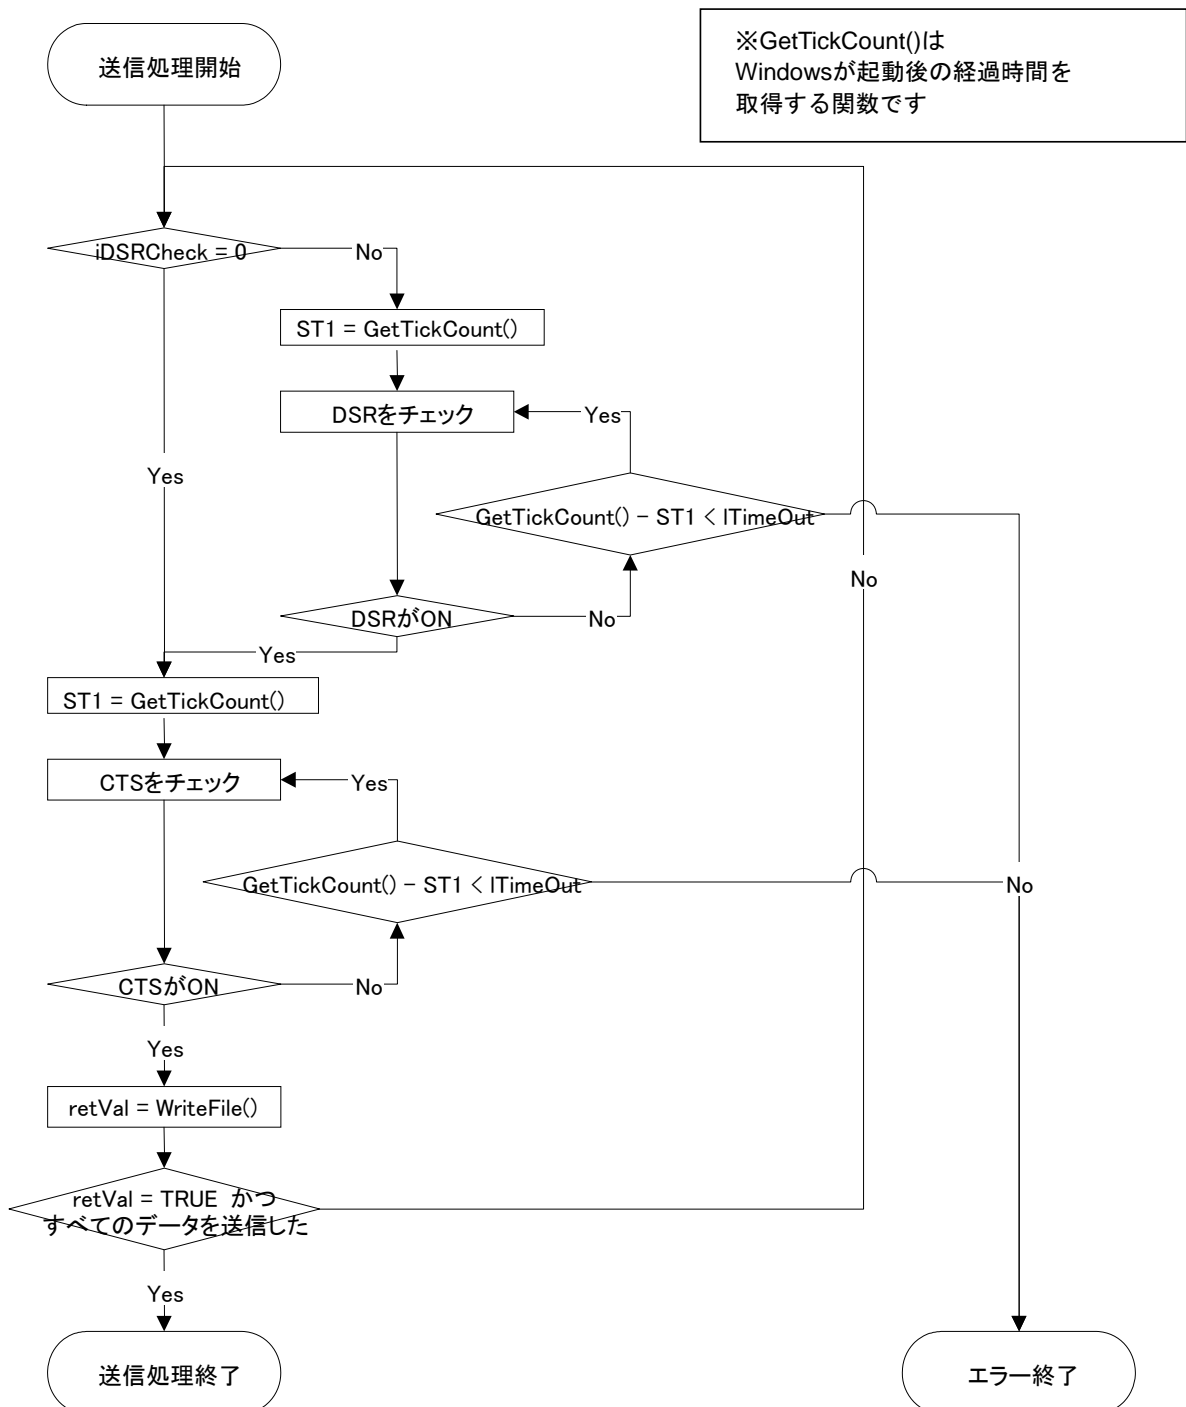 送信処理開始
※GetTickCount()は
Windowsが起動後の経過時間を
取得する関数です
iDSRCheck = 0
No
ST1 = GetTickCount()
DSRをチェック
Yes
Yes
GetTickCount() - ST1 < lTimeOut
No
DSRがON
No
Yes
ST1 = GetTickCount()
CTSをチェック
Yes
GetTickCount() - ST1 < lTimeOut
No
CTSがON
No
Yes
retVal = WriteFile()
retVal = TRUE かつ
すべてのデータを送信した
Yes
送信処理終了
エラー終了